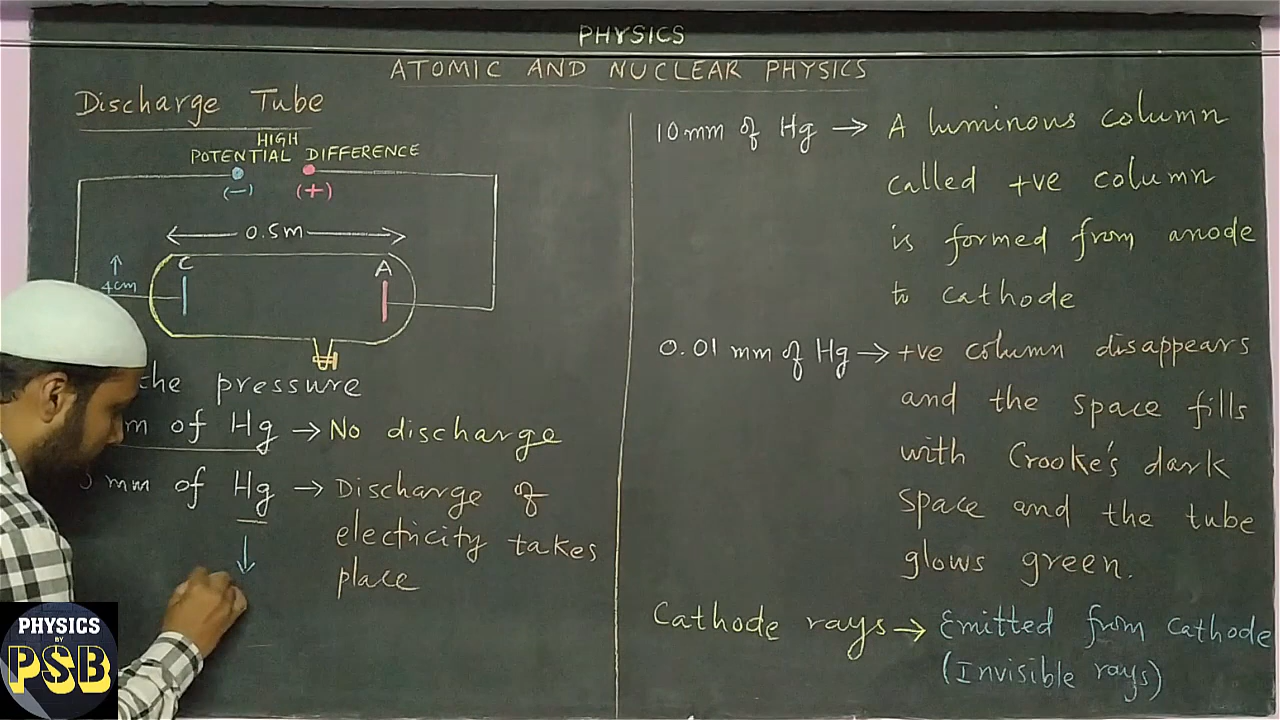 PHYSICS
ATOMIC AND NUCLEAR PHYSICS
Discharge Tube
HIGH
POTENTIAL DIFFERENCE
(-) (+)
0.5m
C A
4cm
the pressure
m of Hg → No discharge
mm of Hg → Discharge of
electricity takes
place
10mm of Hg → A luminous column
called +ve column
is formed from anode
to cathode
0.01 mm of Hg → +ve column disappears
and the space fills
with Crooke's dark
space and the tube
glows green.
Cathode rays → Emitted from cathode
(Invisible rays)
PHYSICS
BY
PSB